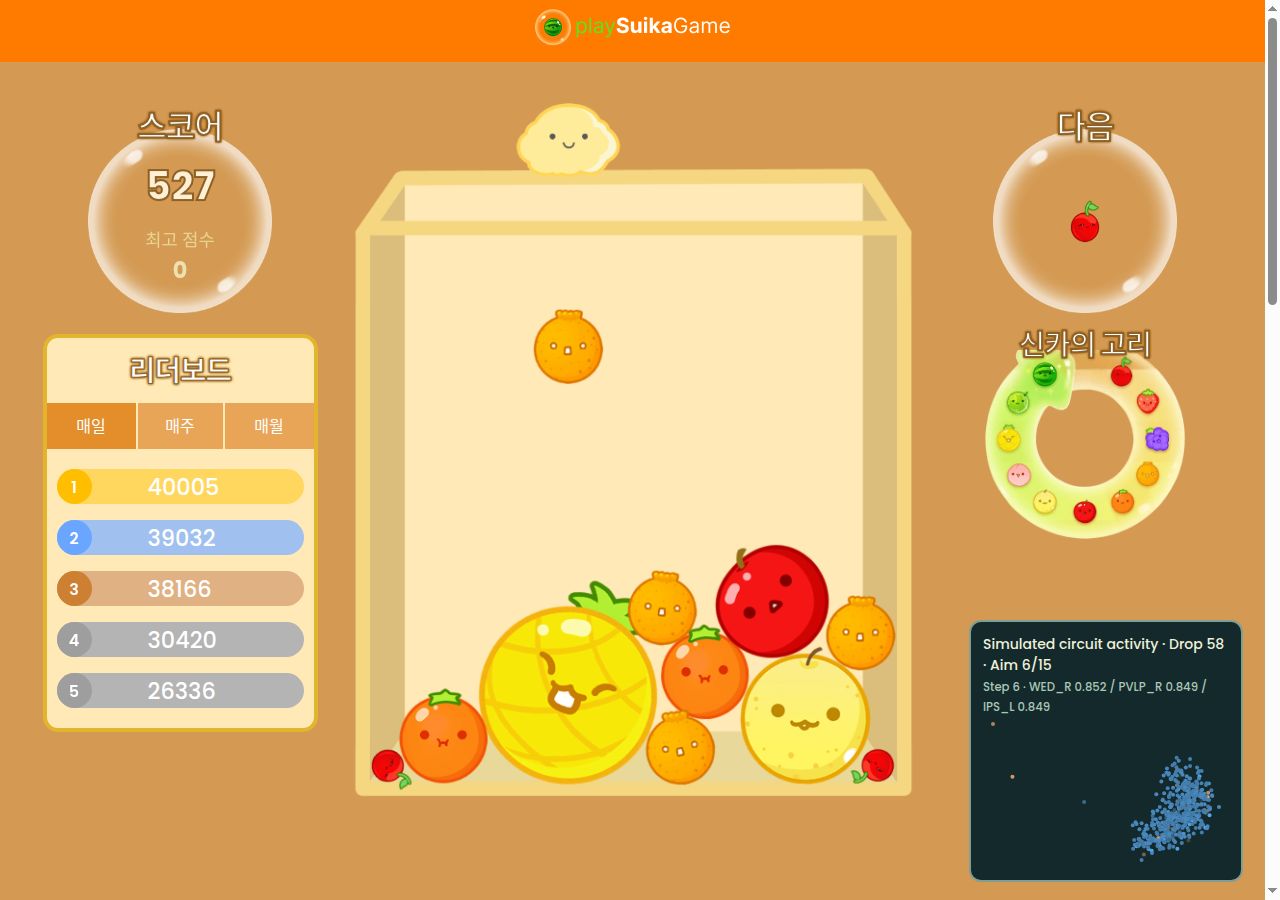 playSuikaGame
스코어
527
최고 점수
0
다음
리더보드
매일
매주
매월
1 40005
2 39032
3 38166
4 30420
5 26336
신카의 고리
Simulated circuit activity · Drop 58
· Aim 6/15
Step 6 · WED_R 0.852 / PVLP_R 0.849 /
IPS_L 0.849